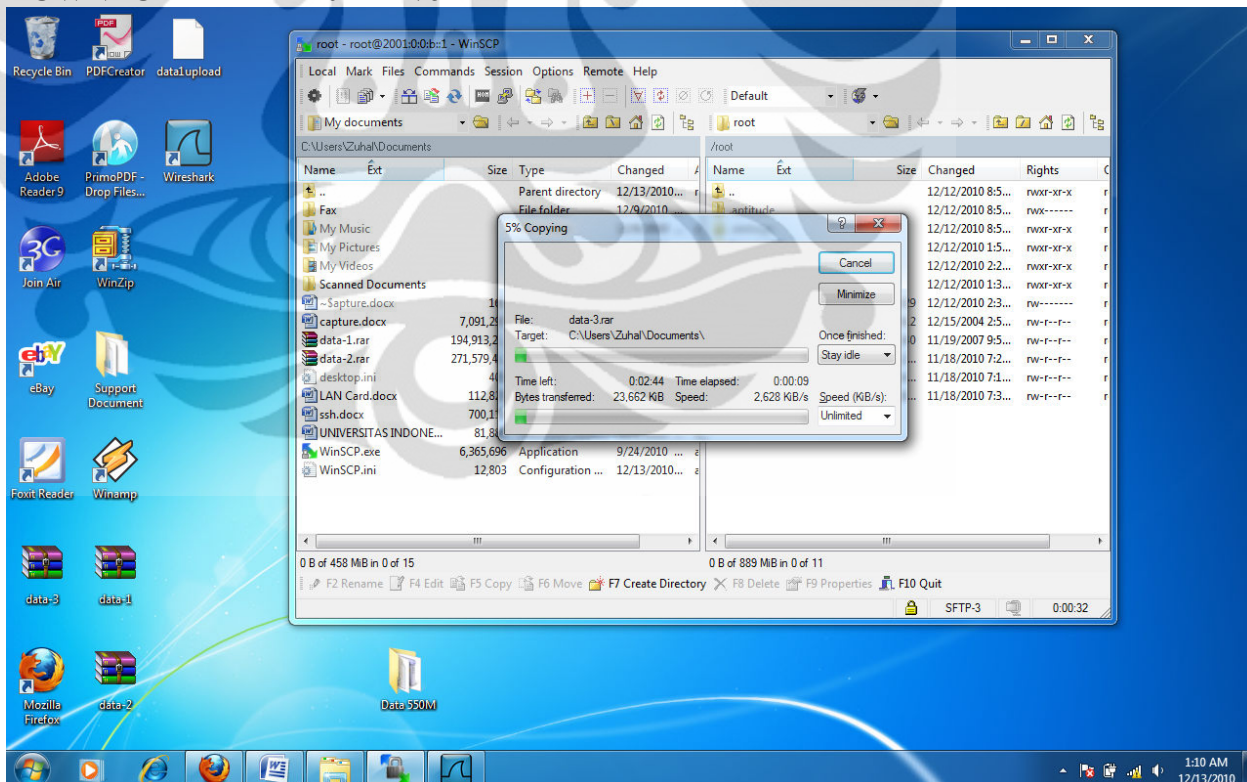 root - root@2001:0:0:b::1 - WinSCP
Local Mark Files Commands Session Options Remote Help
Default
My documents
root
C:\Users\Zuhal\Documents
/root
Name Ext Size Type Changed
Name Ext Size Changed Rights
.. Parent directory 12/13/2010...
Fax File folder 12/9/2010 ...
My Music
My Pictures
My Videos
Scanned Documents
~$apture.docx
capture.docx 7,091,29
data-1.rar 194,913,2
data-2.rar 271,579,4
desktop.ini
LAN Card.docx 112,8
ssh.docx 700,1
UNIVERSITAS INDONE... 81,8
WinSCP.exe 6,365,696 Application 9/24/2010 ...
WinSCP.ini 12,803 Configuration ... 12/13/2010...
.. 12/12/2010 8:5... rwxr-xr-x r
aptitude 12/12/2010 8:5... rwx------ r
12/12/2010 8:5... rwxr-xr-x r
12/12/2010 1:5... rwxr-xr-x r
12/12/2010 2:2... rwxr-xr-x r
12/12/2010 1:3... rwxr-xr-x r
12/12/2010 2:3... rw------- r
12/15/2004 2:5... rw-r--r-- r
11/19/2007 9:5... rw-r--r-- r
11/18/2010 7:2... rw-r--r-- r
11/18/2010 7:1... rw-r--r-- r
11/18/2010 7:3... rw-r--r-- r
5% Copying
Cancel
Minimize
File: data-3.rar
Target: C:\Users\Zuhal\Documents\
Once finished:
Stay idle
Time left: 0:02:44 Time elapsed: 0:00:09
Bytes transferred: 23,662 KiB Speed: 2,628 KiB/s
Speed (KiB/s):
Unlimited
0 B of 458 MiB in 0 of 15
0 B of 889 MiB in 0 of 11
F2 Rename F4 Edit F5 Copy F6 Move F7 Create Directory F8 Delete F9 Properties F10 Quit
SFTP-3 0:00:32
Recycle Bin
PDFCreator
data1upload
Adobe Reader 9
PrimoPDF - Drop Files...
Wireshark
Join Air
WinZip
eBay
Support Document
Foxit Reader
Winamp
data-3
data-1
Mozilla Firefox
data-2
Data 550M
1:10 AM
12/13/2010